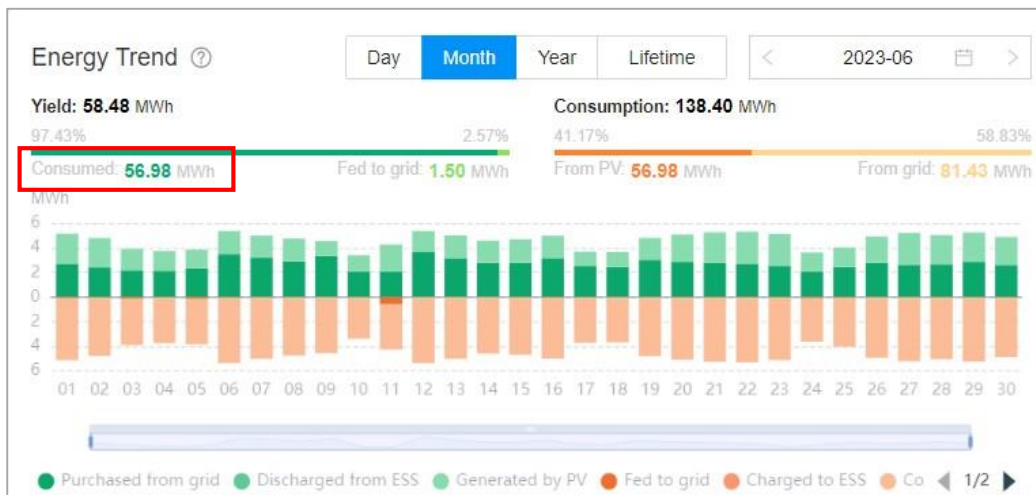 Energy Trend ?
Day Month Year Lifetime < 2023-06 >
Yield: 58.48 MWh
Consumption: 138.40 MWh
97.43% 2.57%
41.17% 58.83%
Consumed: 56.98 MWh Fed to grid: 1.50 MWh
From PV: 56.98 MWh From grid: 81.43 MWh
MWh
6
4
2
0
2
4
6
01 02 03 04 05 06 07 08 09 10 11 12 13 14 15 16 17 18 19 20 21 22 23 24 25 26 27 28 29 30
Purchased from grid Discharged from ESS Generated by PV Fed to grid Charged to ESS Co 1/2